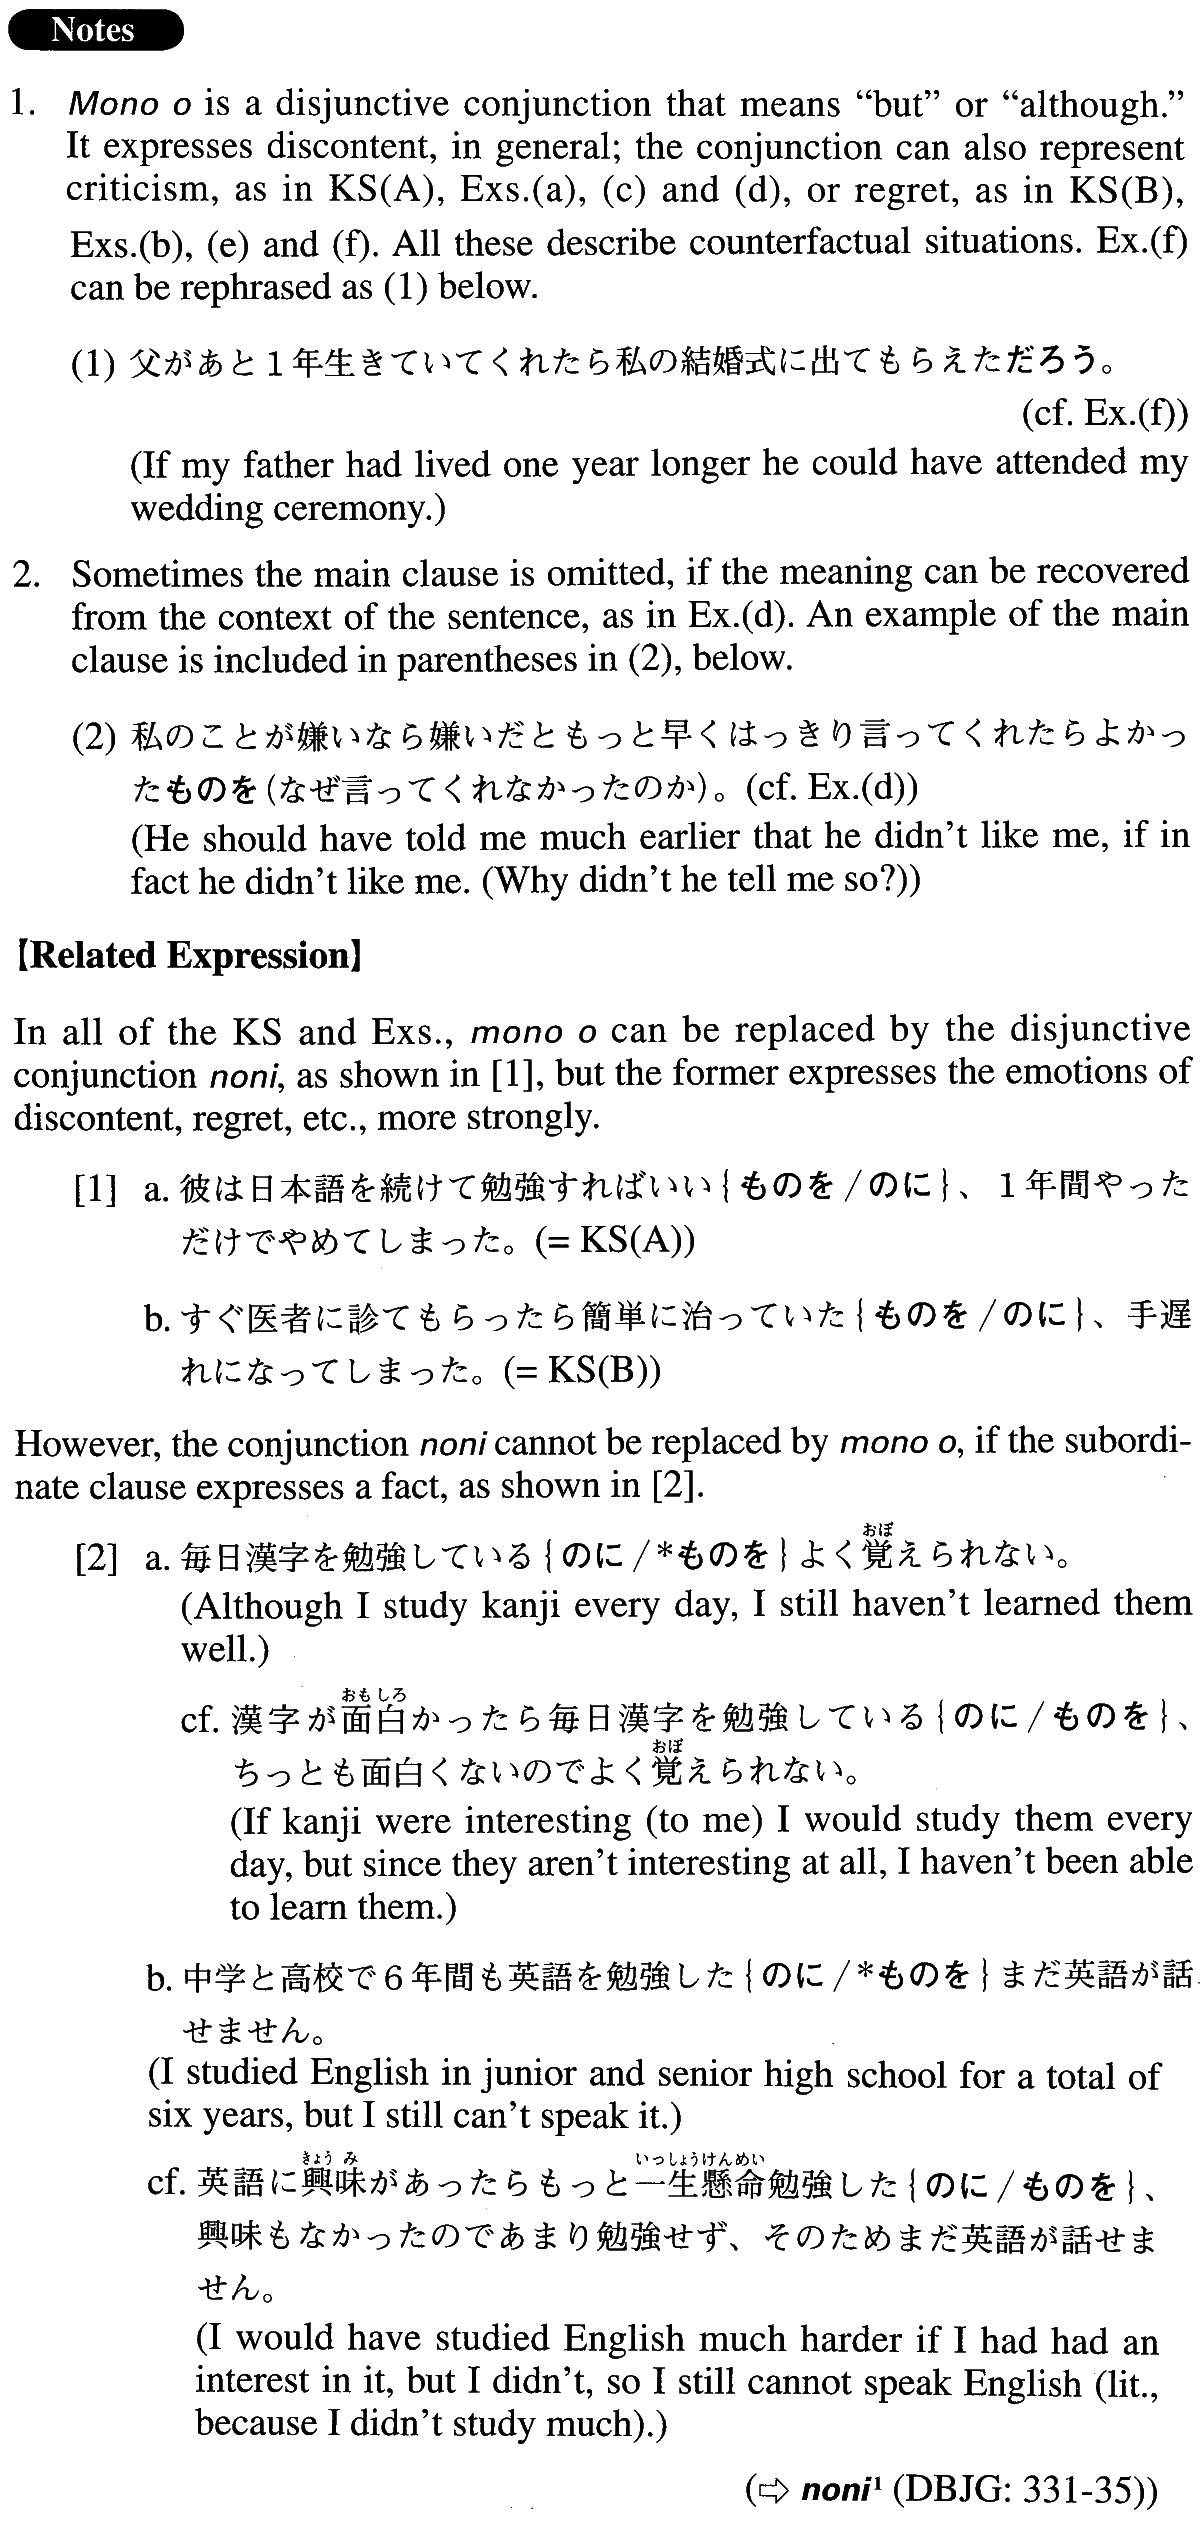 Notes
1. Mono o is a disjunctive conjunction that means “but” or “although.”
It expresses discontent, in general; the conjunction can also represent
criticism, as in KS(A), Exs.(a), (c) and (d), or regret, as in KS(B),
Exs.(b), (e) and (f). All these describe counterfactual situations. Ex.(f)
can be rephrased as (1) below.
(1) 父があと1年生きていてくれたら私の結婚式に出てもらえただろう。
(cf. Ex.(f))
(If my father had lived one year longer he could have attended my
wedding ceremony.)
2. Sometimes the main clause is omitted, if the meaning can be recovered
from the context of the sentence, as in Ex.(d). An example of the main
clause is included in parentheses in (2), below.
(2) 私のことが嫌いなら嫌いだともっと早くはっきり言ってくれたらよかっ
たものを(なぜ言ってくれなかったのか)。(cf. Ex.(d))
(He should have told me much earlier that he didn’t like me, if in
fact he didn’t like me. (Why didn’t he tell me so?))
【Related Expression】
In all of the KS and Exs., mono o can be replaced by the disjunctive
conjunction noni, as shown in [1], but the former expresses the emotions of
discontent, regret, etc., more strongly.
[1] a. 彼は日本語を続けて勉強すればいい{ものを/のに}、1年間やった
だけでやめてしまった。(= KS(A))
b. すぐ医者に診てもらったら簡単に治っていた{ものを/のに}、手遅
れになってしまった。(= KS(B))
However, the conjunction noni cannot be replaced by mono o, if the subordi-
nate clause expresses a fact, as shown in [2].
おぼ
[2] a. 毎日漢字を勉強している{のに/*ものを}よく覚えられない。
(Although I study kanji every day, I still haven’t learned them
well.)
おもしろ
cf. 漢字が面白かったら毎日漢字を勉強している{のに/ものを}、
おぼ
ちっとも面白くないのでよく覚えられない。
(If kanji were interesting (to me) I would study them every
day, but since they aren’t interesting at all, I haven’t been able
to learn them.)
b. 中学と高校で6年間も英語を勉強した{のに/*ものを}まだ英語が話
せません。
(I studied English in junior and senior high school for a total of
six years, but I still can’t speak it.)
きょうみ いっしょうけんめい
cf. 英語に興味があったらもっと一生懸命勉強した{のに/ものを}、
興味もなかったのであまり勉強せず、そのためまだ英語が話せま
せん。
(I would have studied English much harder if I had had an
interest in it, but I didn’t, so I still cannot speak English (lit.,
because I didn’t study much).)
(⇨ noni¹ (DBJG: 331-35))